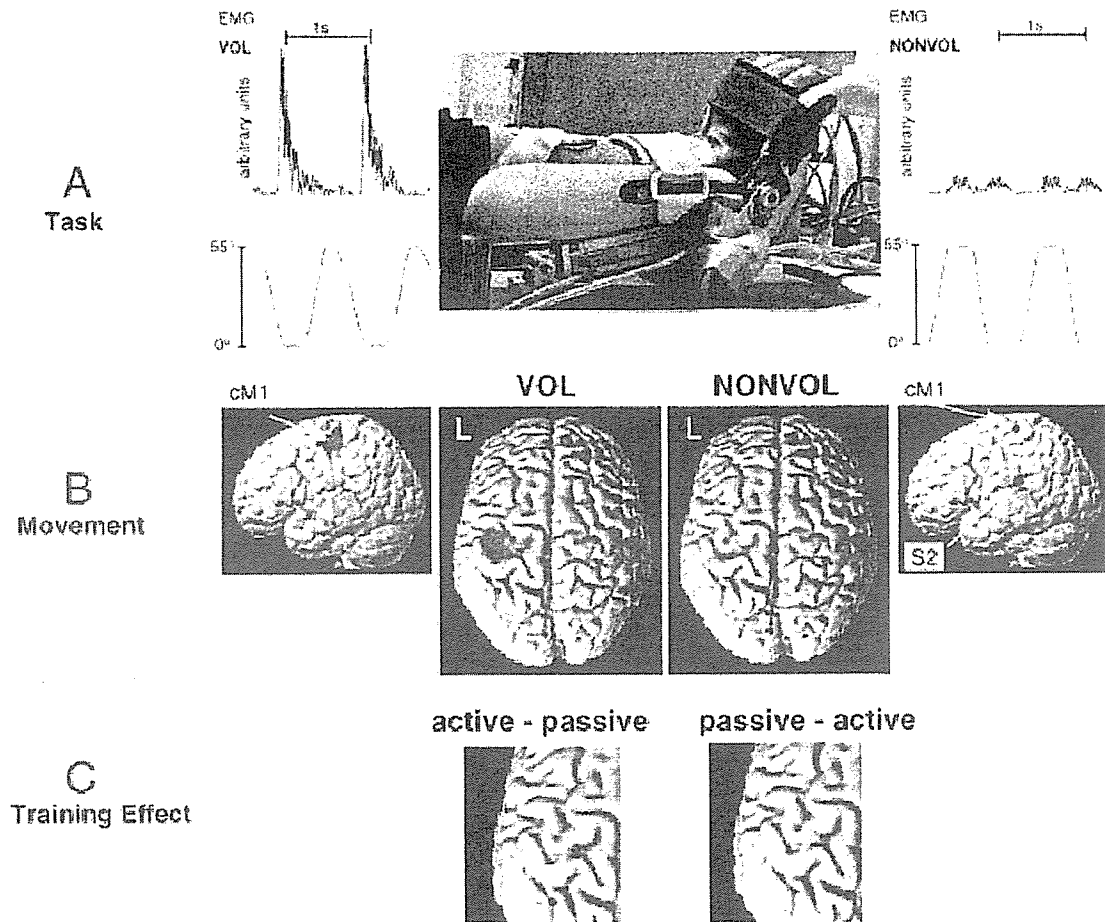 EMG
1s
VOL
arbitrary units
55°
0°
A
Task
EMG
1s
NONVOL
arbitrary units
55°
0°
cM1
VOL
NONVOL
cM1
L
L
B
Movement
S2
active - passive
passive - active
C
Training Effect